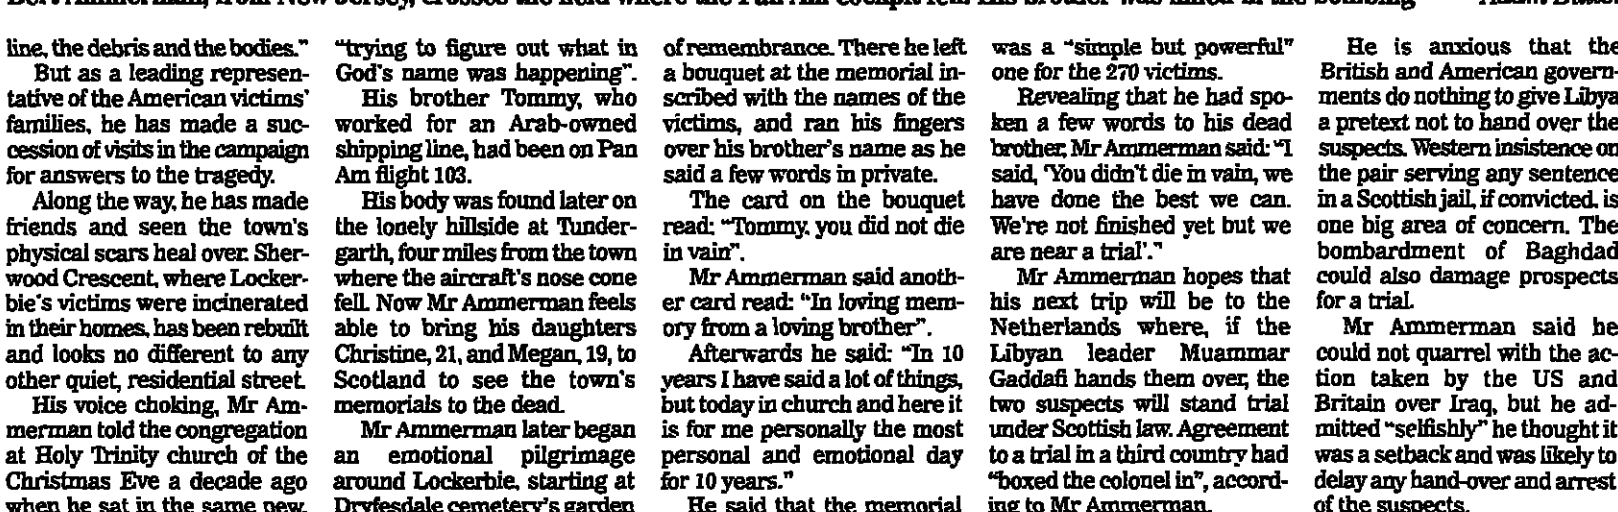 line, the debris and the bodies."
But as a leading represen-
tative of the American victims'
families, he has made a suc-
cession of visits in the campaign
for answers to the tragedy.
Along the way, he has made
friends and seen the town's
physical scars heal over. Sher-
wood Crescent, where Locker-
bie's victims were incinerated
in their homes, has been rebuilt
and looks no different to any
other quiet, residential street.
His voice choking, Mr Am-
merman told the congregation
at Holy Trinity church of the
Christmas Eve a decade ago
when he sat in the same pew,
"trying to figure out what in
God's name was happening".
His brother Tommy, who
worked for an Arab-owned
shipping line, had been on Pan
Am flight 103.
His body was found later on
the lonely hillside at Tunder-
garth, four miles from the town
where the aircraft's nose cone
fell. Now Mr Ammerman feels
able to bring his daughters
Christine, 21, and Megan, 19, to
Scotland to see the town's
memorials to the dead.
Mr Ammerman later began
an emotional pilgrimage
around Lockerbie, starting at
Dryfesdale cemetery's garden
of remembrance. There he left
a bouquet at the memorial in-
scribed with the names of the
victims, and ran his fingers
over his brother's name as he
said a few words in private.
The card on the bouquet
read: "Tommy, you did not die
in vain".
Mr Ammerman said anoth-
er card read: "In loving mem-
ory from a loving brother".
Afterwards he said: "In 10
years I have said a lot of things,
but today in church and here it
is for me personally the most
personal and emotional day
for 10 years."
He said that the memorial
was a "simple but powerful"
one for the 270 victims.
Revealing that he had spo-
ken a few words to his dead
brother, Mr Ammerman said: "I
said, 'You didn't die in vain, we
have done the best we can.
We're not finished yet but we
are near a trial'."
Mr Ammerman hopes that
his next trip will be to the
Netherlands where, if the
Libyan leader Muammar
Gaddafi hands them over, the
two suspects will stand trial
under Scottish law. Agreement
to a trial in a third country had
"boxed the colonel in", accord-
ing to Mr Ammerman.
He is anxious that the
British and American govern-
ments do nothing to give Libya
a pretext not to hand over the
suspects. Western insistence on
the pair serving any sentence
in a Scottish jail, if convicted, is
one big area of concern. The
bombardment of Baghdad
could also damage prospects
for a trial.
Mr Ammerman said he
could not quarrel with the ac-
tion taken by the US and
Britain over Iraq, but he ad-
mitted "selfishly" he thought it
was a setback and was likely to
delay any hand-over and arrest
of the suspects.